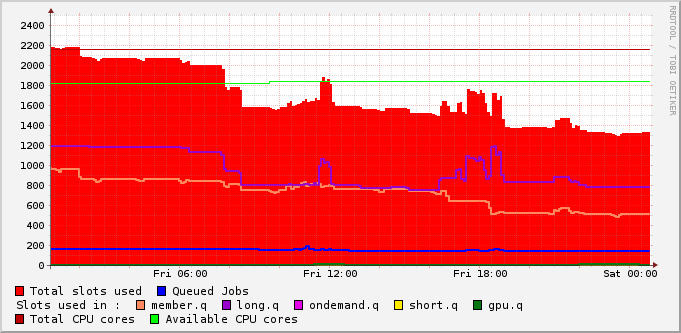 2400
2200
2000
1800
1600
1400
1200
1000
800
600
400
200
0
Fri 06:00 Fri 12:00 Fri 18:00 Sat 00:00
Total slots used Queued Jobs
Slots used in : member.q long.q ondemand.q short.q gpu.q
Total CPU cores Available CPU cores
RRDTOOL / TOBI OETIKER